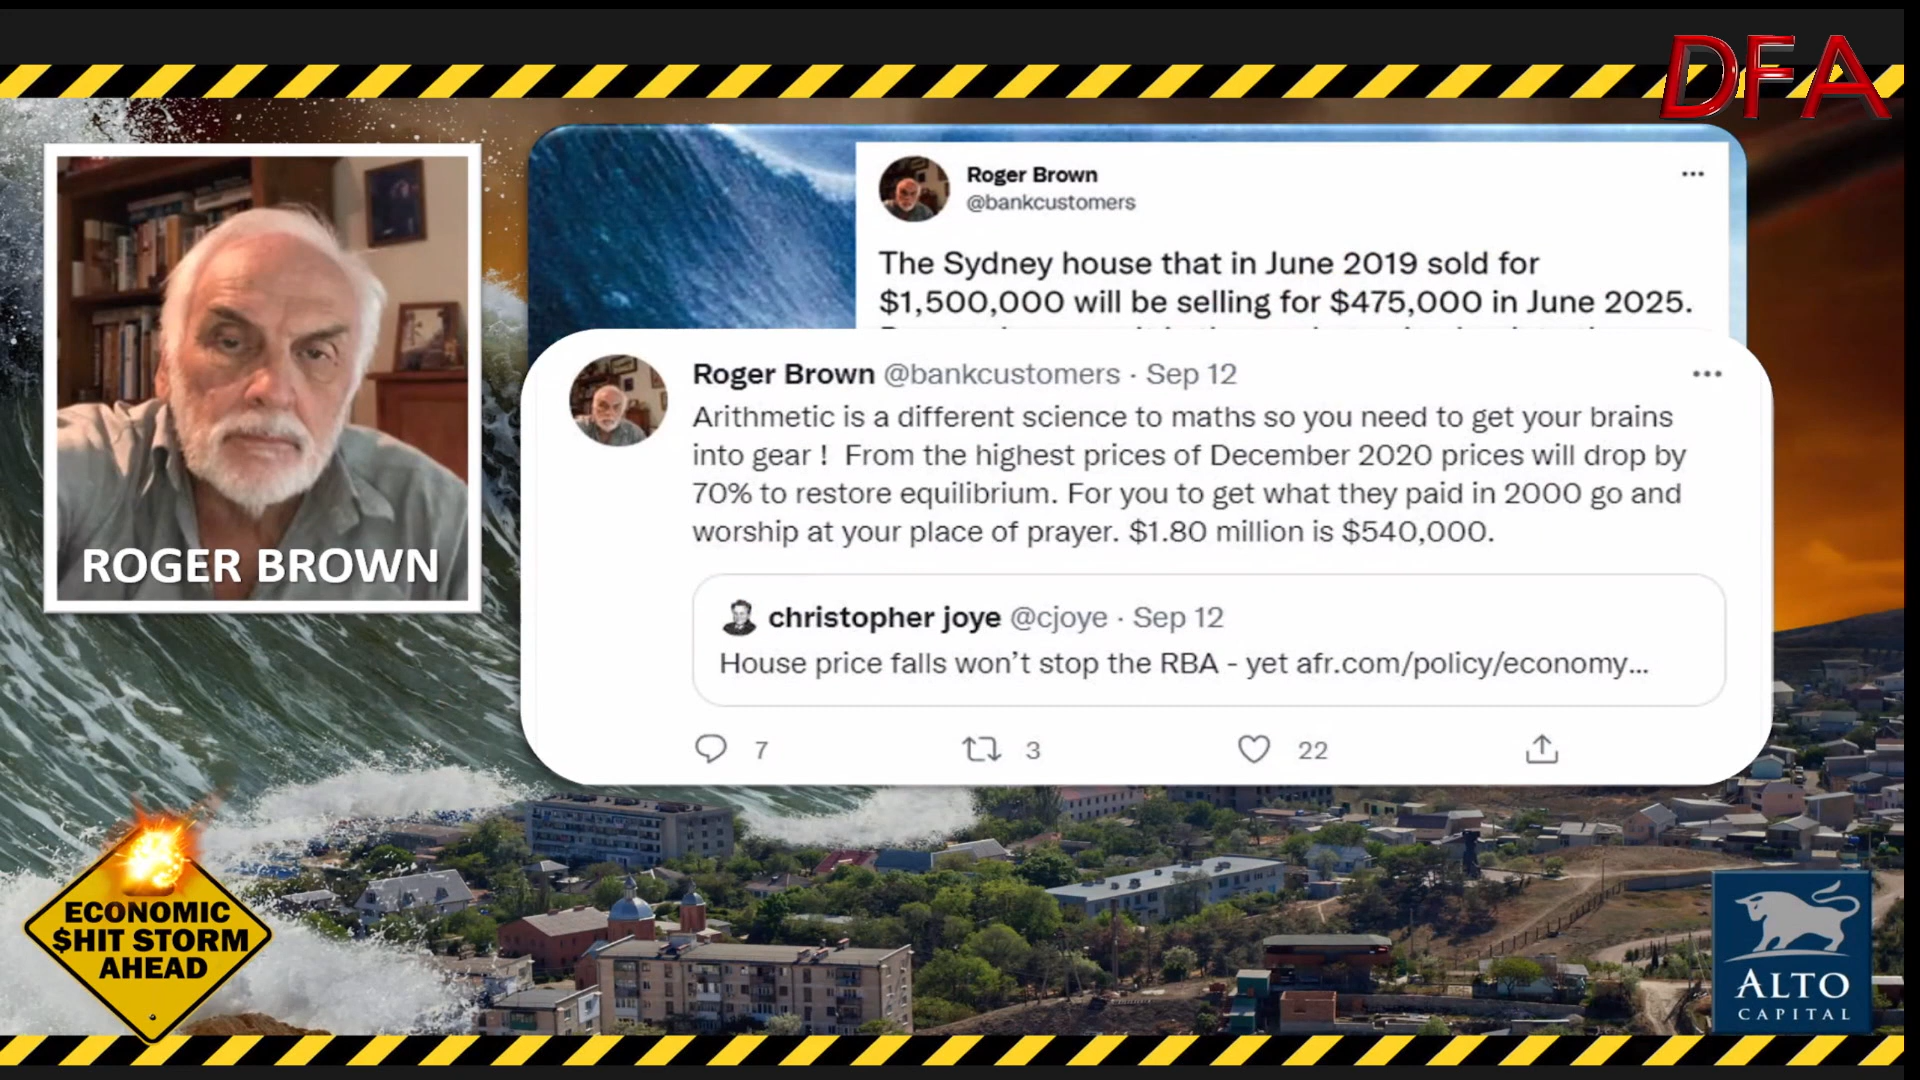 DFA
Roger Brown
@bankcustomers
The Sydney house that in June 2019 sold for
$1,500,000 will be selling for $475,000 in June 2025.
ROGER BROWN
Roger Brown @bankcustomers · Sep 12
Arithmetic is a different science to maths so you need to get your brains
into gear ! From the highest prices of December 2020 prices will drop by
70% to restore equilibrium. For you to get what they paid in 2000 go and
worship at your place of prayer. $1.80 million is $540,000.
christopher joye @cjoye · Sep 12
House price falls won’t stop the RBA - yet afr.com/policy/economy...
7
3
22
ECONOMIC
$HIT STORM
AHEAD
ALTO
CAPITAL